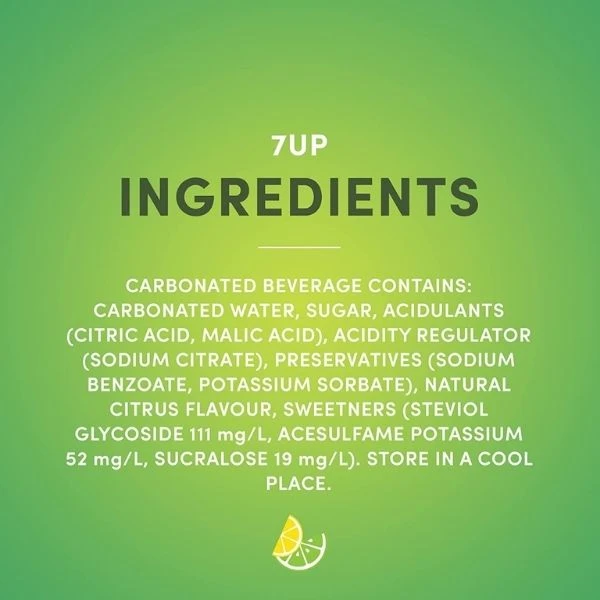 7UP
INGREDIENTS
CARBONATED BEVERAGE CONTAINS:
CARBONATED WATER, SUGAR, ACIDULANTS
(CITRIC ACID, MALIC ACID), ACIDITY REGULATOR
(SODIUM CITRATE), PRESERVATIVES (SODIUM
BENZOATE, POTASSIUM SORBATE), NATURAL
CITRUS FLAVOUR, SWEETNERS (STEVIOL
GLYCOSIDE 111 mg/L, ACESULFAME POTASSIUM
52 mg/L, SUCRALOSE 19 mg/L). STORE IN A COOL
PLACE.